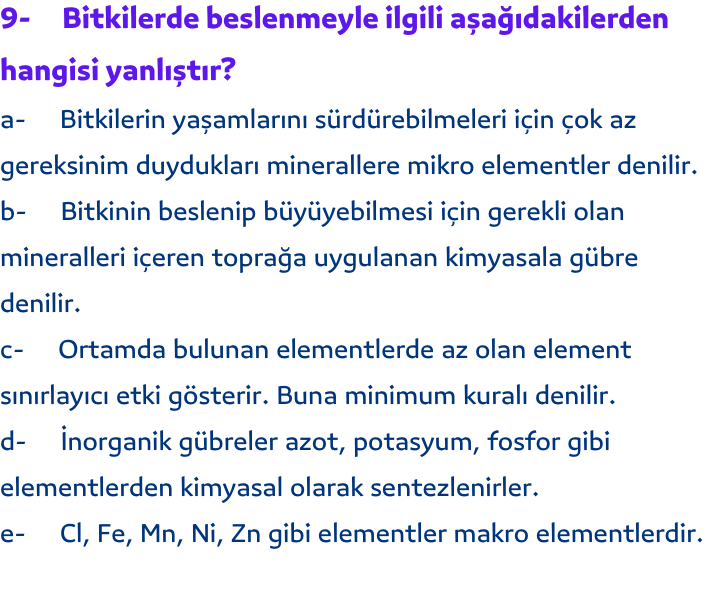 9- Bitkilerde beslenmeyle ilgili aşağıdakilerden
hangisi yanlıştır?
a- Bitkilerin yaşamlarını sürdürebilmeleri için çok az
gereksinim duydukları minerallere mikro elementler denilir.
b- Bitkinin beslenip büyüyebilmesi için gerekli olan
mineralleri içeren toprağa uygulanan kimyasala gübre
denilir.
c- Ortamda bulunan elementlerde az olan element
sınırlayıcı etki gösterir. Buna minimum kuralı denilir.
d- İnorganik gübreler azot, potasyum, fosfor gibi
elementlerden kimyasal olarak sentezlenirler.
e- Cl, Fe, Mn, Ni, Zn gibi elementler makro elementlerdir.